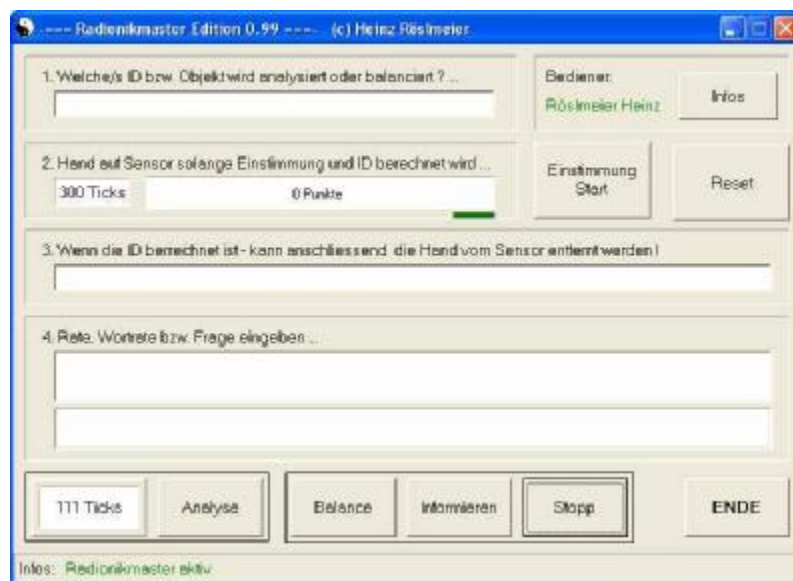 --- Radionikmaster Edition 0.99 ---- (c) Heinz Röslmeier
1. Welche/s ID bzw. Objekt wird analysiert oder balanciert ? ...
Bediener:
Röslmeier Heinz
Infos
2. Hand auf Sensor solange Einstimmung und ID berechnet wird ...
300 Ticks
0 Punkte
Einstimmung
Start
Reset
3. Wenn die ID berrechnet ist - kann anschliessend die Hand vom Sensor entfernt werden !
4. Rate, Wortrate bzw. Frage eingeben ...
111 Ticks
Analyse
Balance
Informieren
Stopp
ENDE
Infos: Radionikmaster aktiv